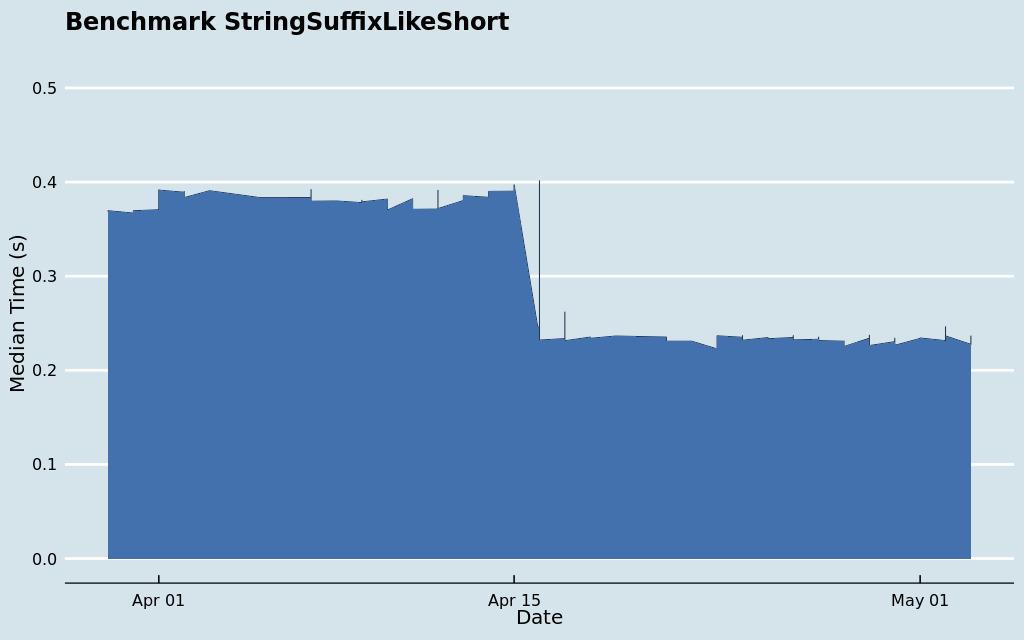 Benchmark StringSuffixLikeShort
Median Time (s)
0.5
0.4
0.3
0.2
0.1
0.0
Apr 01
Apr 15
May 01
Date